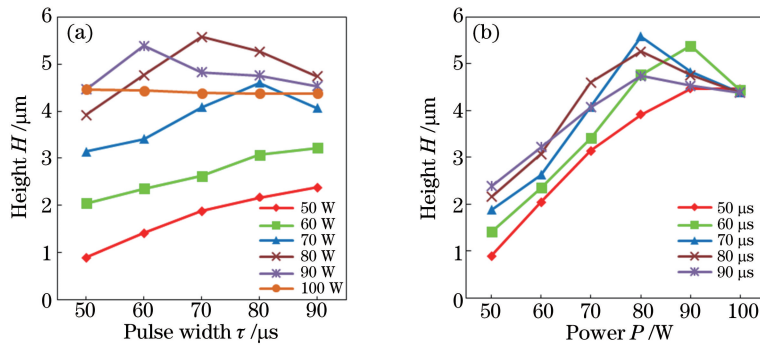 (a)
Height H /μm
6
5
4
3
2
1
0
50 60 70 80 90
Pulse width τ /μs
50 W
60 W
70 W
80 W
90 W
100 W
(b)
Height H /μm
6
5
4
3
2
1
0
50 60 70 80 90 100
Power P /W
50 μs
60 μs
70 μs
80 μs
90 μs